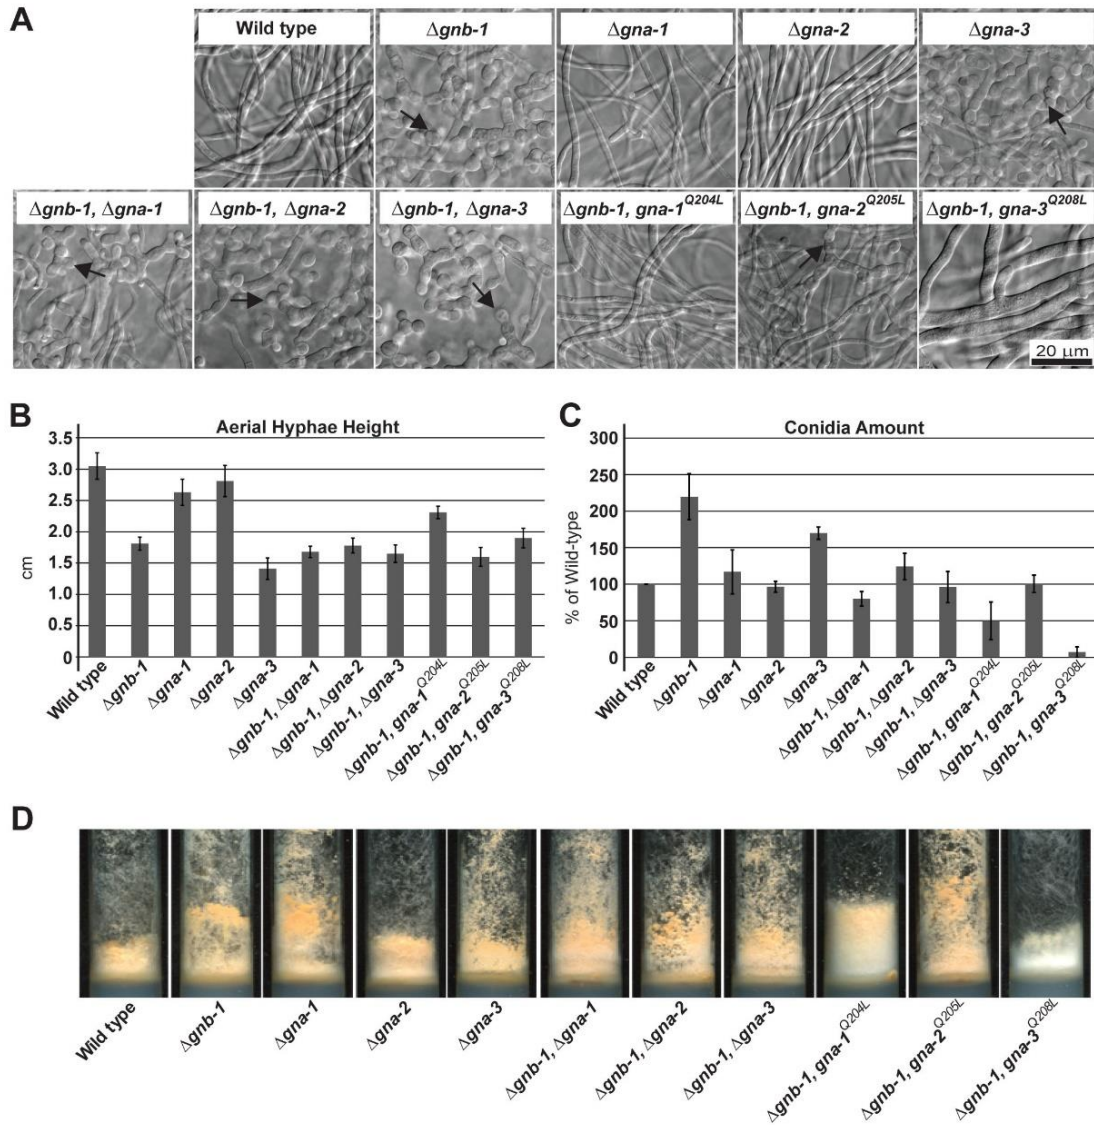 A
Wild type
Δgnb-1
Δgna-1
Δgna-2
Δgna-3
Δgnb-1, Δgna-1
Δgnb-1, Δgna-2
Δgnb-1, Δgna-3
Δgnb-1, gna-1Q204L
Δgnb-1, gna-2Q205L
Δgnb-1, gna-3Q208L
20 μm
B
Aerial Hyphae Height
3.5
3.0
2.5
2.0
1.5
1.0
0.5
0
cm
Wild type
Δgnb-1
Δgna-1
Δgna-2
Δgna-3
Δgnb-1, Δgna-1
Δgnb-1, Δgna-2
Δgnb-1, Δgna-3
Δgnb-1, gna-1Q204L
Δgnb-1, gna-2Q205L
Δgnb-1, gna-3Q208L
C
Conidia Amount
300
250
200
150
100
50
0
% of Wild-type
Wild type
Δgnb-1
Δgna-1
Δgna-2
Δgna-3
Δgnb-1, Δgna-1
Δgnb-1, Δgna-2
Δgnb-1, Δgna-3
Δgnb-1, gna-1Q204L
Δgnb-1, gna-2Q205L
Δgnb-1, gna-3Q208L
D
Wild type
Δgnb-1
Δgna-1
Δgna-2
Δgna-3
Δgnb-1, Δgna-1
Δgnb-1, Δgna-2
Δgnb-1, Δgna-3
Δgnb-1, gna-1Q204L
Δgnb-1, gna-2Q205L
Δgnb-1, gna-3Q208L